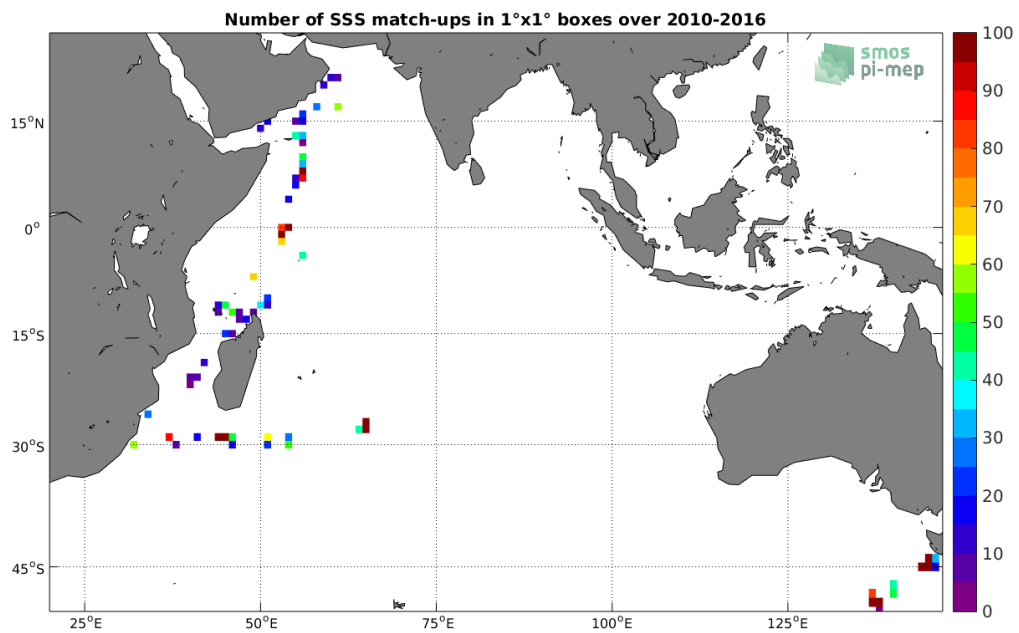 Number of SSS match-ups in 1°x1° boxes over 2010-2016
smos
pi-mep
15°N
0°
15°S
30°S
45°S
25°E
50°E
75°E
100°E
125°E
100
90
80
70
60
50
40
30
20
10
0